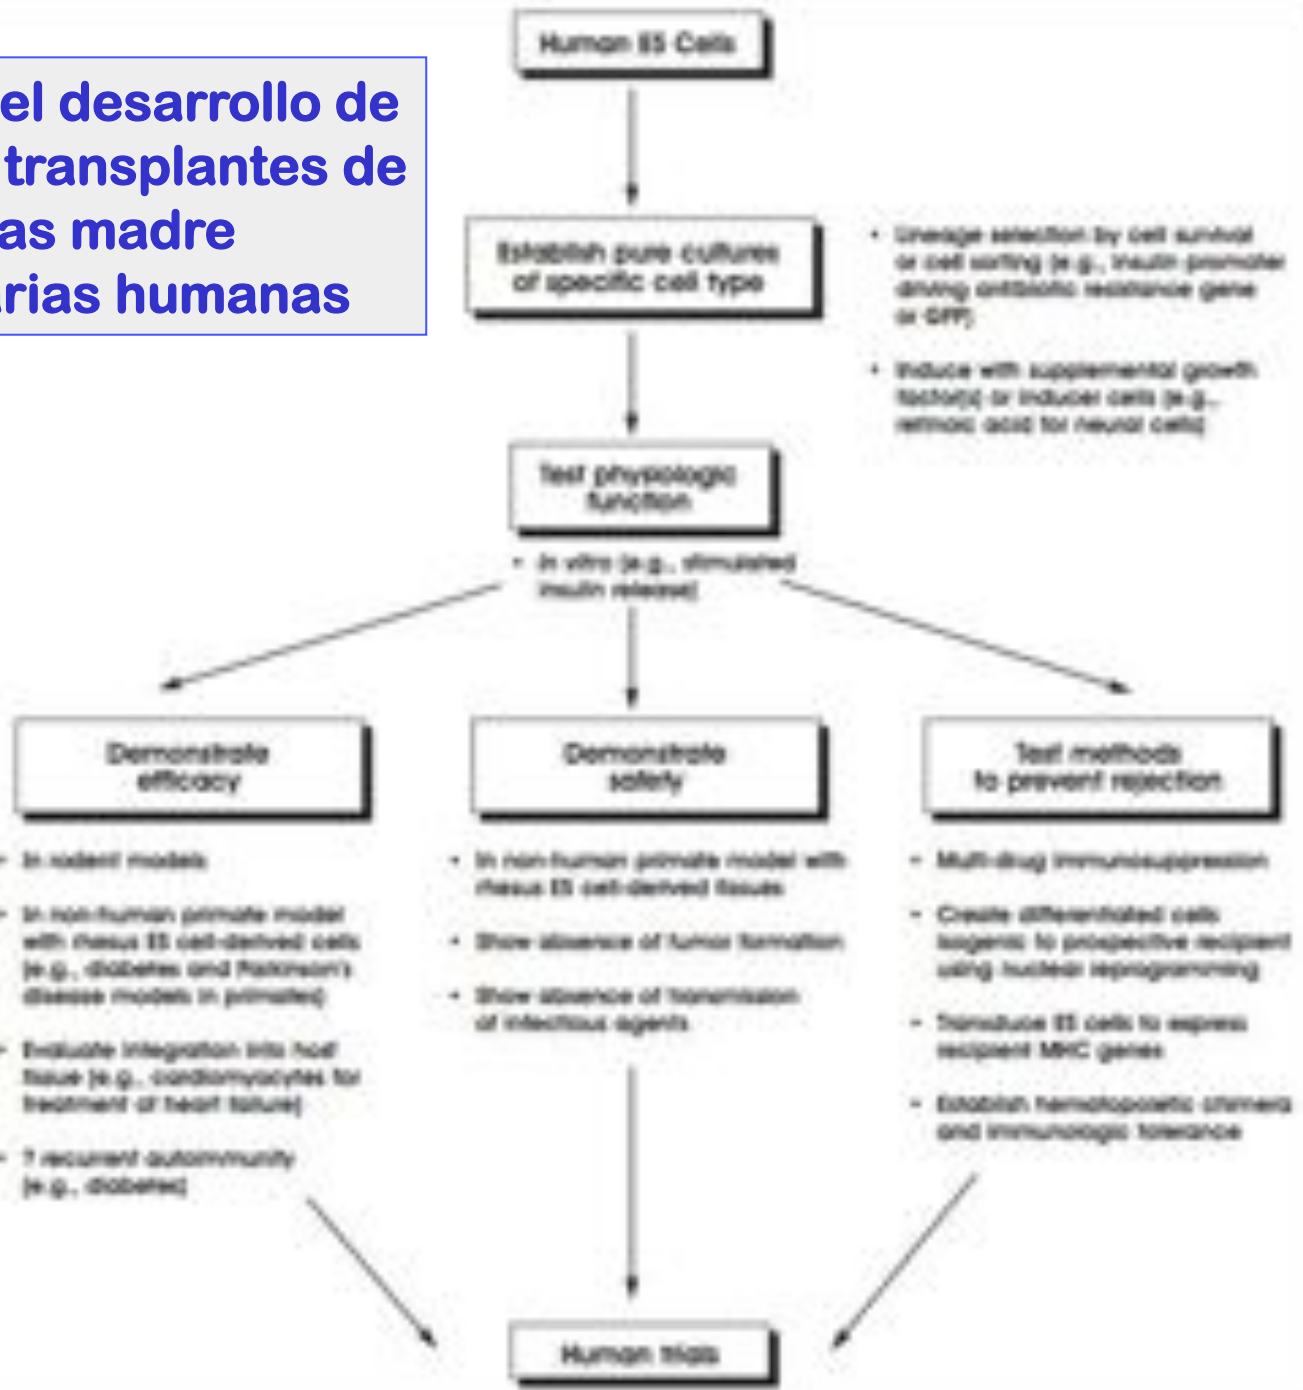 el desarrollo de
transplantes de
as madre
arias humanas
Human ES Cells
Establish pure cultures
of specific cell type
• Lineage selection by cell survival
or cell sorting (e.g., insulin promoter
driving antibiotic resistance gene
or GFP)
• Induce with supplemental growth
factor(s) or inducer cells (e.g.,
retinoic acid for neural cells)
Test physiologic
function
• In vitro (e.g., stimulated
insulin release)
Demonstrate
efficacy
• In rodent models
• In non-human primate model
with rhesus ES cell-derived cells
(e.g., diabetes and Parkinson's
disease models in primates)
• Evaluate integration into host
tissue (e.g., cardiomyocytes for
treatment of heart failure)
• ? recurrent autoimmunity
(e.g., diabetes)
Demonstrate
safety
• In non-human primate model with
rhesus ES cell-derived tissues
• Show absence of tumor formation
• Show absence of transmission
of infectious agents
Test methods
to prevent rejection
• Multi-drug immunosuppression
• Create differentiated cells
isogenic to prospective recipient
using nuclear reprogramming
• Transduce ES cells to express
recipient MHC genes
• Establish hematopoietic chimera
and immunologic tolerance
Human trials